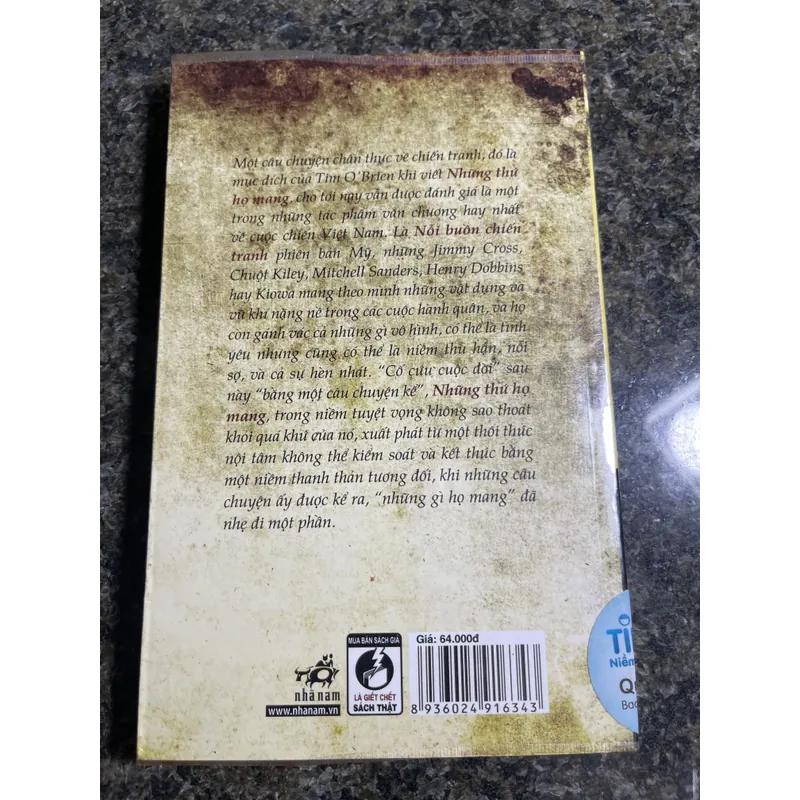 Một câu chuyện chân thực về chiến tranh, đó là
mục đích của Tim O'Brien khi viết Những thứ
họ mang, cho tới nay vẫn được đánh giá là một
trong những tác phẩm văn chương hay nhất
về cuộc chiến Việt Nam. Là Nỗi buồn chiến
tranh phiên bản Mỹ, những Jimmy Cross,
Chuột Kiley, Mitchell Sanders, Henry Dobbins
hay Kiowa mang theo mình những vật dụng và
vũ khí nặng nề trong các cuộc hành quân, và họ
còn gánh vác cả những gì vô hình, có thể là tình
yêu nhưng cũng có thể là niềm thù hận, nỗi
sợ, và cả sự hèn nhát. "Cố cứu cuộc đời" sau
này "bằng một câu chuyện kể", Những thứ họ
mang, trong niềm tuyệt vọng không sao thoát
khỏi quá khứ của nó, xuất phát từ một thôi thúc
nội tâm không thể kiểm soát và kết thúc bằng
một niềm thanh thản tương đối, khi những câu
chuyện ấy được kể ra, "những gì họ mang" đã
nhẹ đi một phần.
nhã nam
www.nhanam.vn
MUA BÁN SÁCH GIẢ
LÀ GIẾT CHẾT
SÁCH THẬT
Giá: 64.000đ
8 936024 916343
Niềm